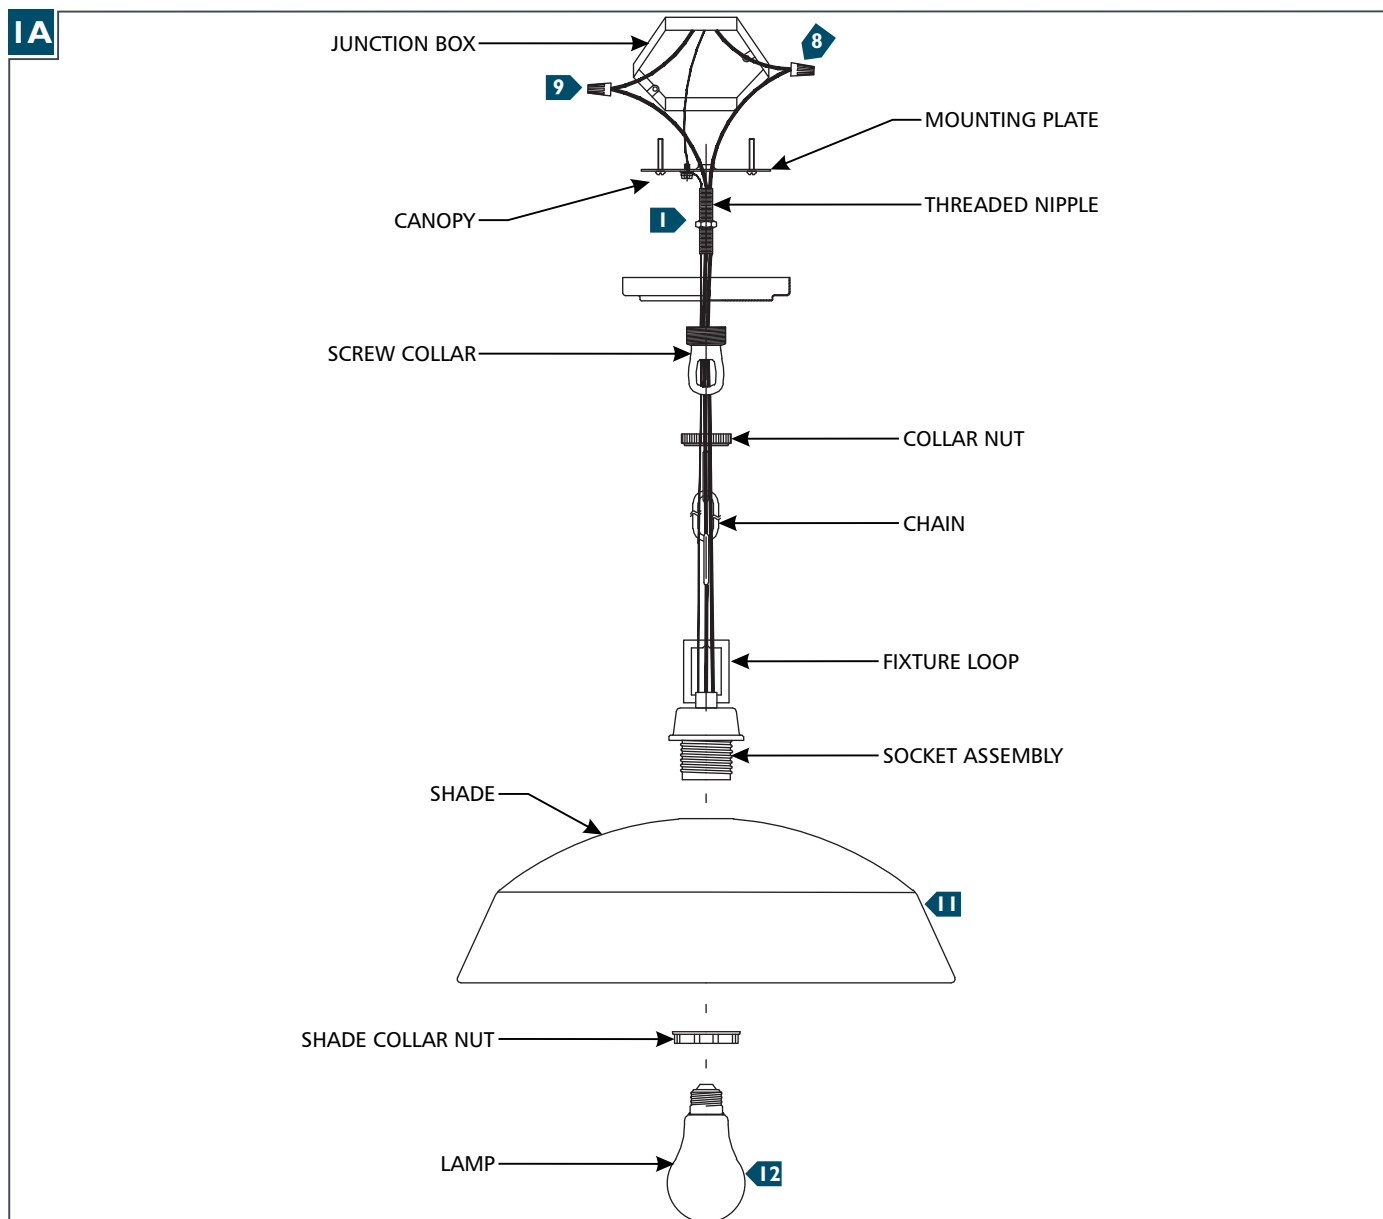 1A
JUNCTION BOX
8
9
MOUNTING PLATE
CANOPY
1
THREADED NIPPLE
SCREW COLLAR
COLLAR NUT
CHAIN
FIXTURE LOOP
SOCKET ASSEMBLY
SHADE
11
SHADE COLLAR NUT
LAMP
12